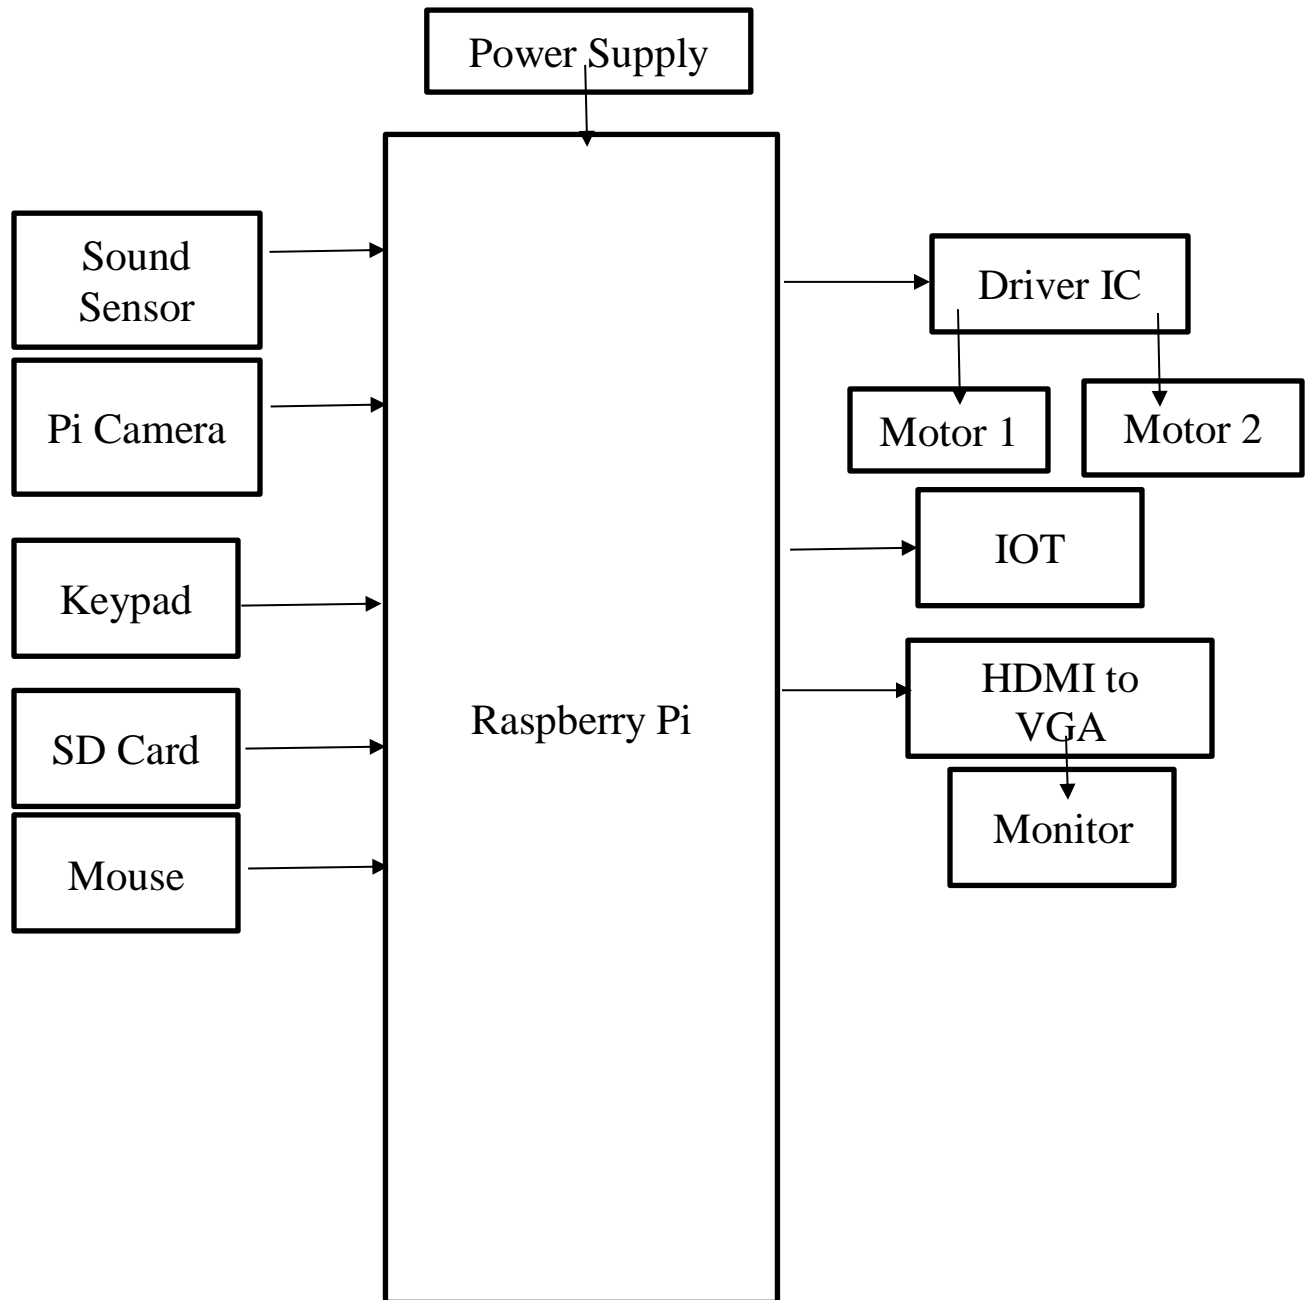 Power Supply
Sound
Sensor
Pi Camera
Keypad
SD Card
Mouse
Raspberry Pi
Driver IC
Motor 1
Motor 2
IOT
HDMI to
VGA
Monitor